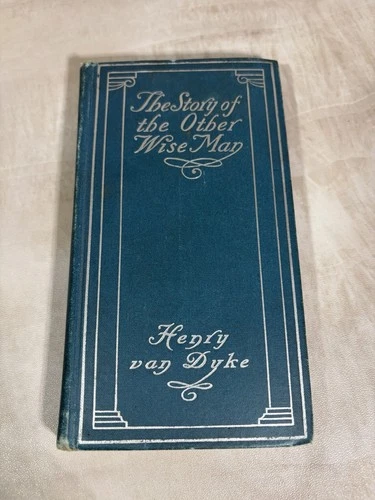 The Story of
the Other
Wise Man
Henry
van Dyke